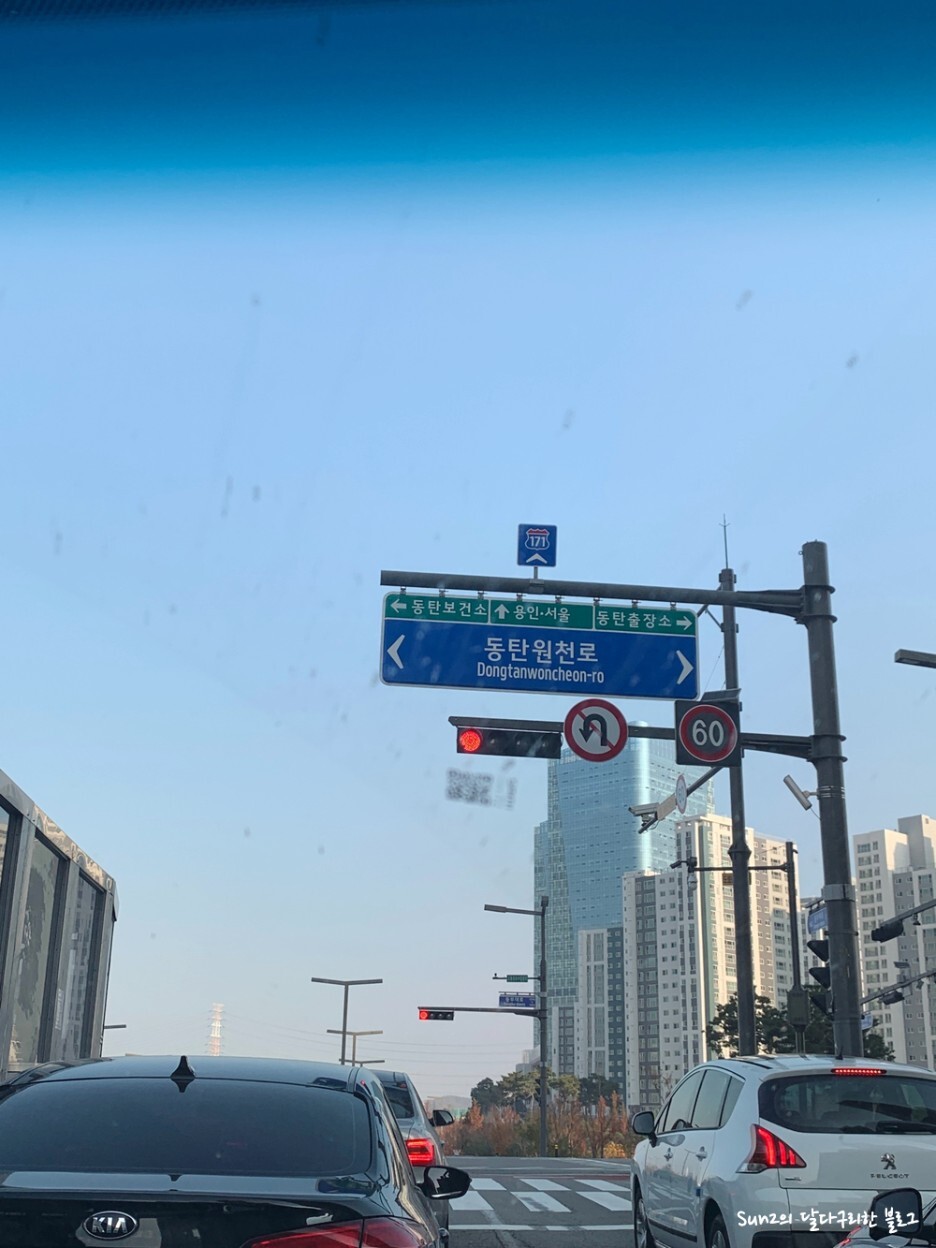 171
동탄보건소 용인·서울 동탄출장소
동탄원천로
Dongtanwoncheon-ro
60
KIA
PEUGEOT
Sun2의 달다구리한 블로그